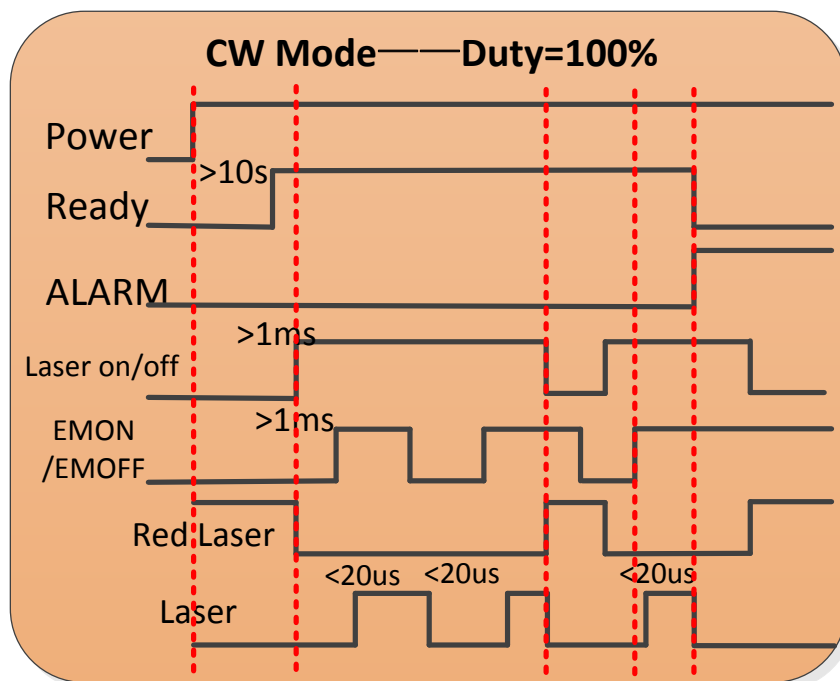 CW Mode——Duty=100%
Power
>10s
Ready
ALARM
>1ms
Laser on/off
>1ms
EMON
/EMOFF
Red Laser
<20us <20us <20us
Laser